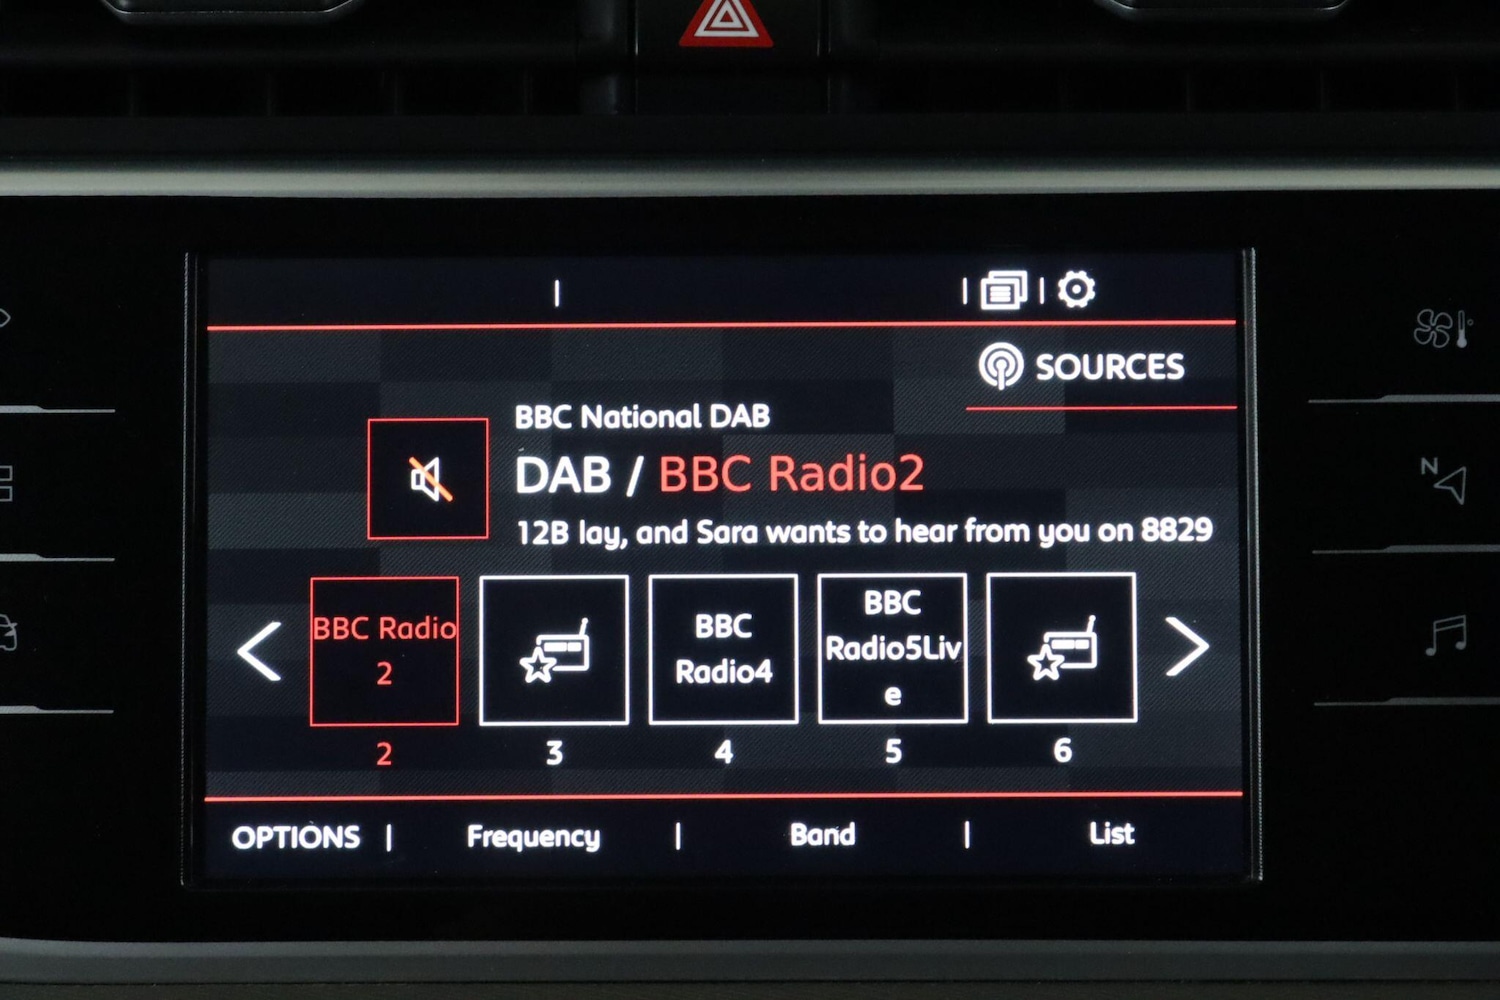 SOURCES
BBC National DAB
DAB / BBC Radio2
12B lay, and Sara wants to hear from you on 8829
BBC Radio
2
BBC
Radio4
BBC
Radio5Liv
e
2
3
4
5
6
OPTIONS | Frequency | Band | List
N